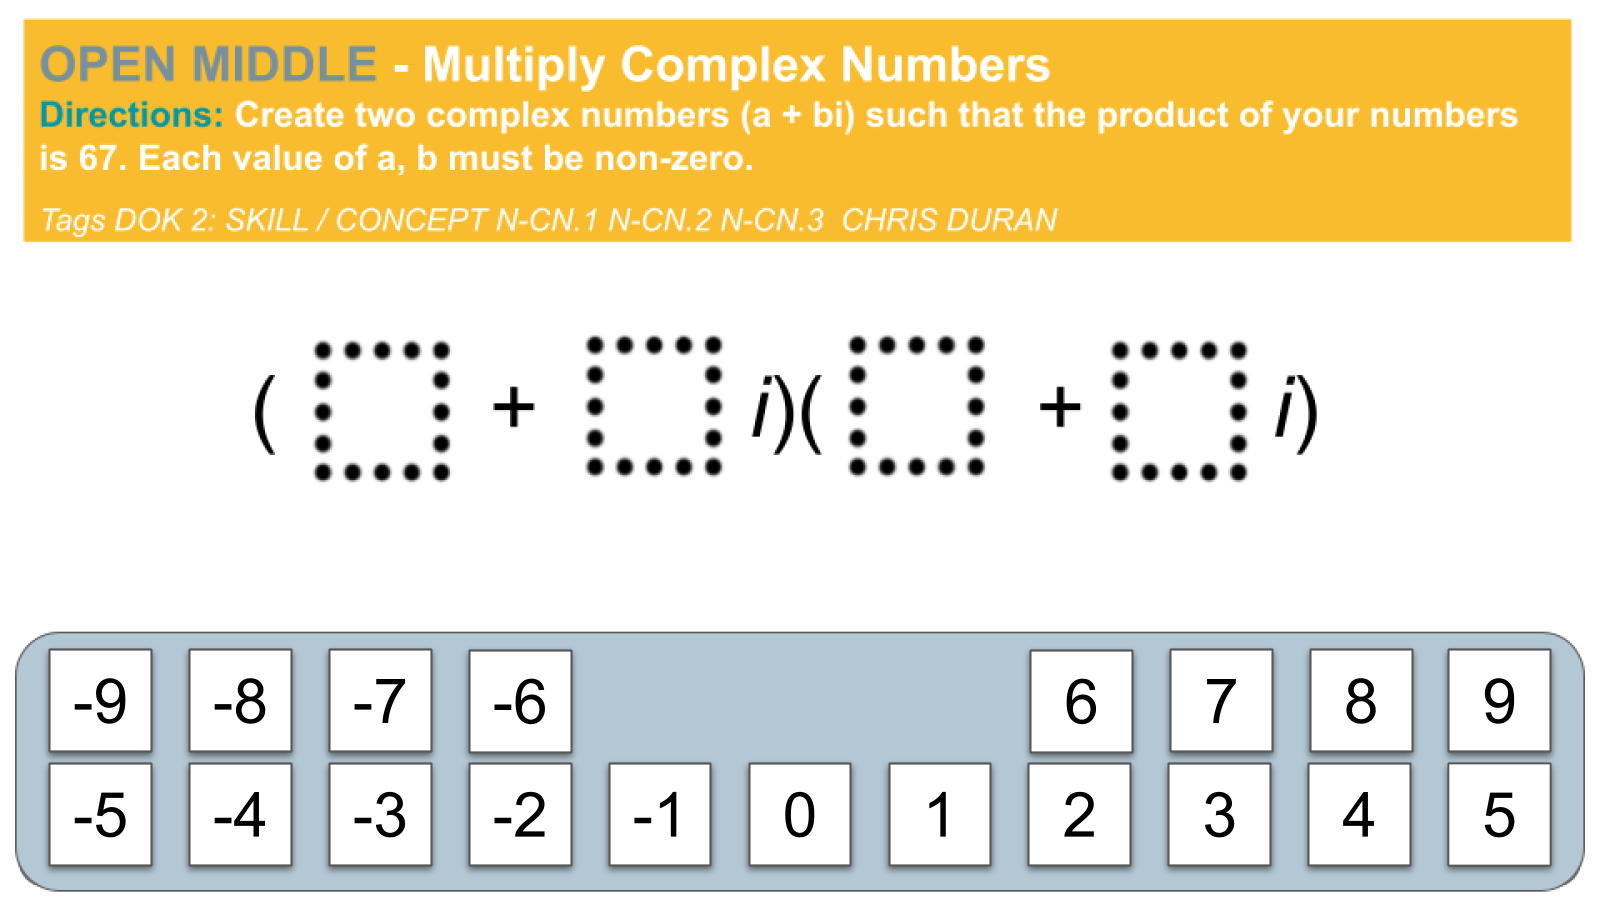 OPEN MIDDLE - Multiply Complex Numbers
Directions: Create two complex numbers (a + bi) such that the product of your numbers
is 67. Each value of a, b must be non-zero.
Tags DOK 2: SKILL / CONCEPT N-CN.1 N-CN.2 N-CN.3 CHRIS DURAN
( + i)( + i)
-9 -8 -7 -6 6 7 8 9
-5 -4 -3 -2 -1 0 1 2 3 4 5